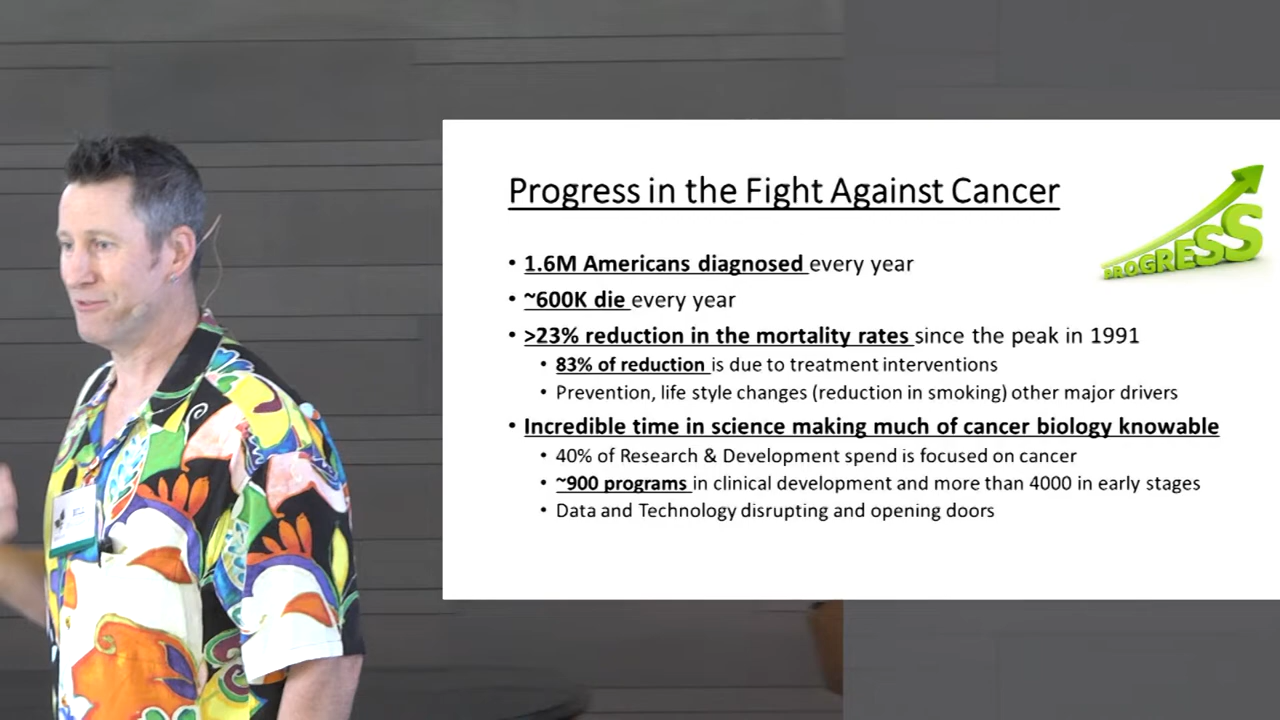 Progress in the Fight Against Cancer
PROGRESS
• 1.6M Americans diagnosed every year
• ~600K die every year
• >23% reduction in the mortality rates since the peak in 1991
• 83% of reduction is due to treatment interventions
• Prevention, life style changes (reduction in smoking) other major drivers
• Incredible time in science making much of cancer biology knowable
• 40% of Research & Development spend is focused on cancer
• ~900 programs in clinical development and more than 4000 in early stages
• Data and Technology disrupting and opening doors